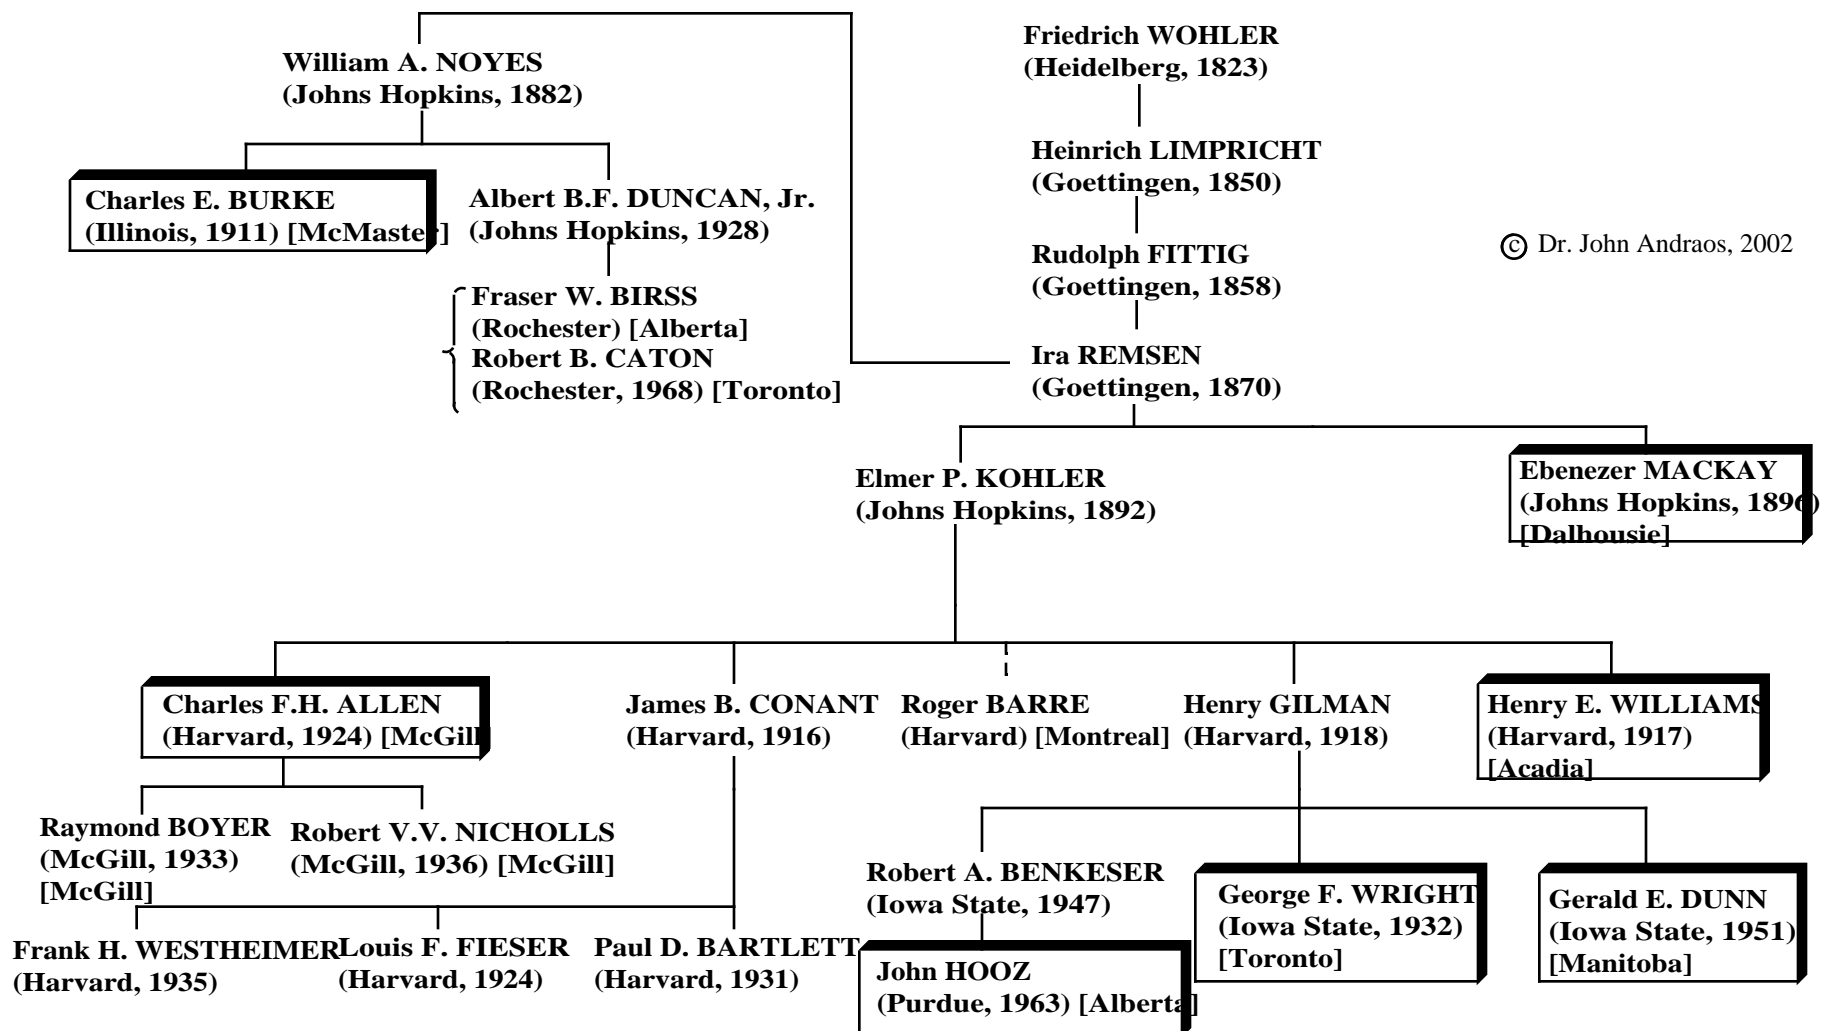 William A. NOYES
(Johns Hopkins, 1882)
Friedrich WOHLER
(Heidelberg, 1823)
Heinrich LIMPRICHT
(Goettingen, 1850)
Charles E. BURKE
(Illinois, 1911) [McMaster]
Albert B.F. DUNCAN, Jr.
(Johns Hopkins, 1928)
Rudolph FITTIG
(Goettingen, 1858)
© Dr. John Andraos, 2002
Fraser W. BIRSS
(Rochester) [Alberta]
Robert B. CATON
(Rochester, 1968) [Toronto]
Ira REMSEN
(Goettingen, 1870)
Elmer P. KOHLER
(Johns Hopkins, 1892)
Ebenezer MACKAY
(Johns Hopkins, 1896)
[Dalhousie]
Charles F.H. ALLEN
(Harvard, 1924) [McGill]
James B. CONANT
(Harvard, 1916)
Roger BARRE
(Harvard) [Montreal]
Henry GILMAN
(Harvard, 1918)
Henry E. WILLIAMS
(Harvard, 1917)
[Acadia]
Raymond BOYER
(McGill, 1933)
[McGill]
Robert V.V. NICHOLLS
(McGill, 1936) [McGill]
Robert A. BENKESER
(Iowa State, 1947)
George F. WRIGHT
(Iowa State, 1932)
[Toronto]
Gerald E. DUNN
(Iowa State, 1951)
[Manitoba]
Frank H. WESTHEIMER
(Harvard, 1935)
Louis F. FIESER
(Harvard, 1924)
Paul D. BARTLETT
(Harvard, 1931)
John HOOZ
(Purdue, 1963) [Alberta]